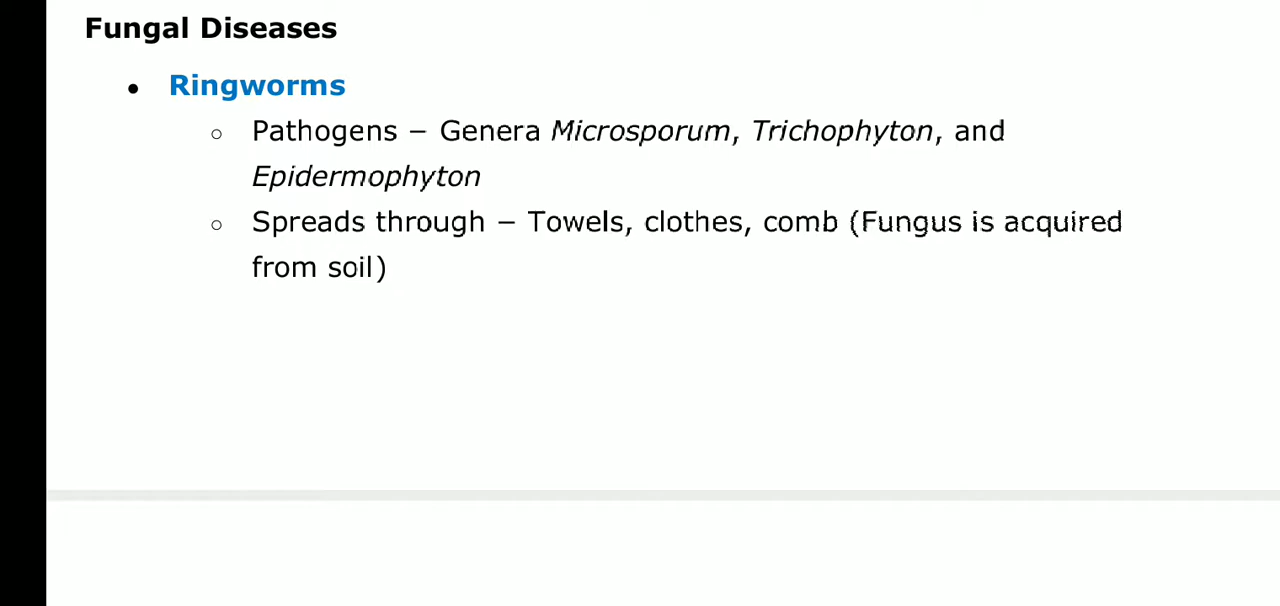 Fungal Diseases
• Ringworms
○ Pathogens − Genera Microsporum, Trichophyton, and
Epidermophyton
○ Spreads through − Towels, clothes, comb (Fungus is acquired
from soil)